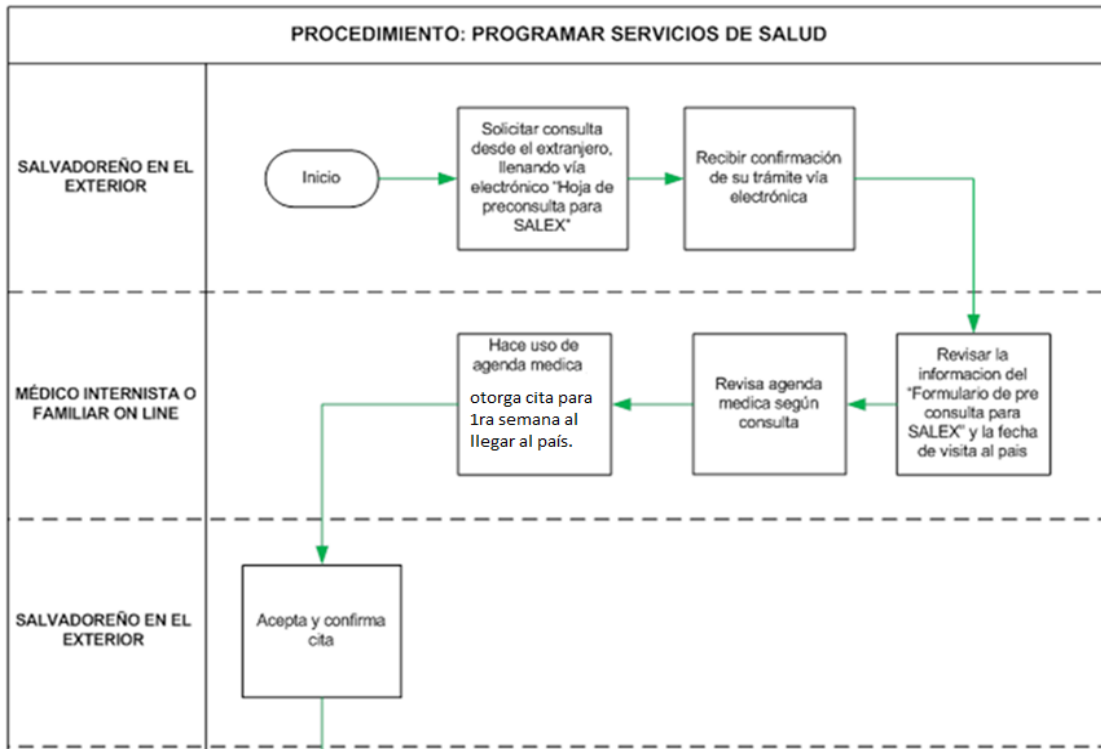 PROCEDIMIENTO: PROGRAMAR SERVICIOS DE SALUD
SALVADOREÑO EN EL
EXTERIOR
Inicio
Solicitar consulta
desde el extranjero,
llenando vía
electrónico "Hoja de
preconsulta para
SALEX"
Recibir confirmación
de su trámite vía
electrónica
MÉDICO INTERNISTA O
FAMILIAR ON LINE
Hace uso de
agenda medica
otorga cita para
1ra semana al
llegar al país.
Revisa agenda
medica según
consulta
Revisar la
informacion del
"Formulario de pre
consulta para
SALEX" y la fecha
de visita al pais
SALVADOREÑO EN EL
EXTERIOR
Acepta y confirma
cita